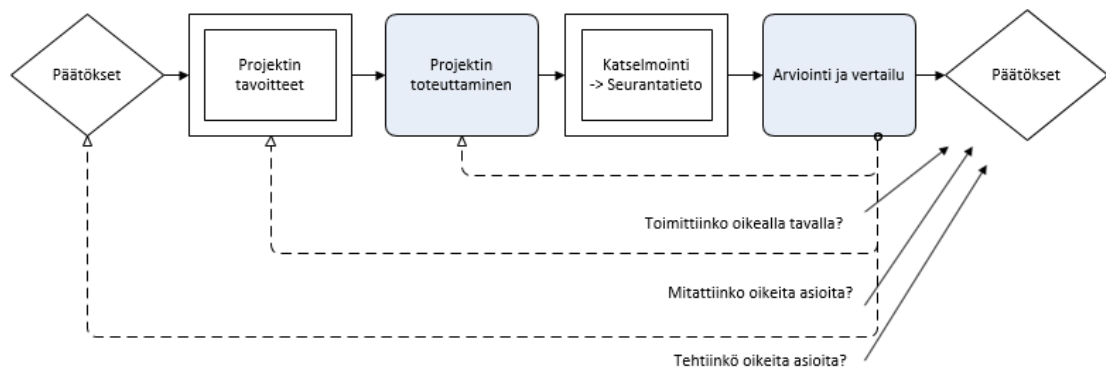 Päätökset
Projektin
tavoitteet
Projektin
toteuttaminen
Katselmointi
-> Seurantatieto
Arviointi ja vertailu
Päätökset
Toimittiinko oikealla tavalla?
Mitattiinko oikeita asioita?
Tehtiinkö oikeita asioita?